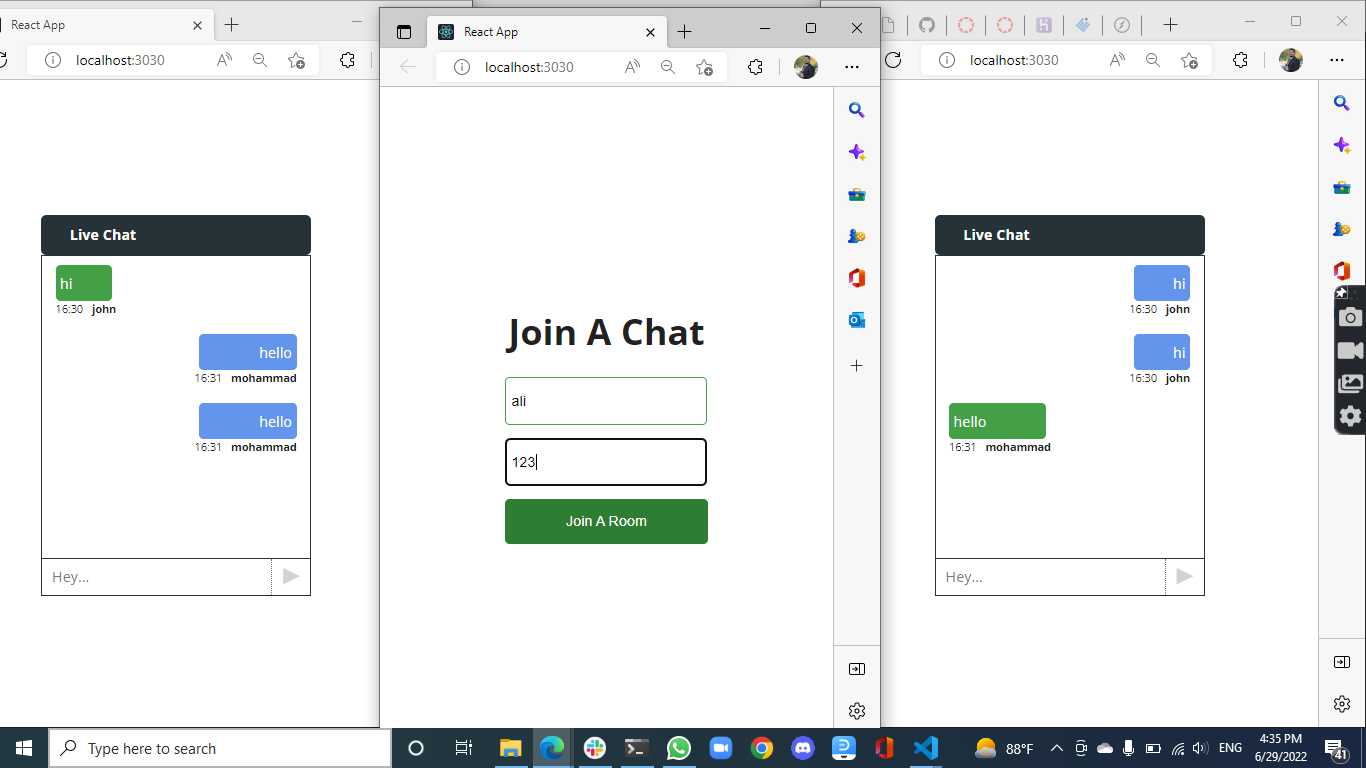 React App
localhost:3030
Live Chat
hi
16:30 john
hello
16:31 mohammad
hello
16:31 mohammad
Hey...
React App
localhost:3030
Join A Chat
ali
123
Join A Room
localhost:3030
Live Chat
hi
16:30 john
hi
16:30 john
hello
16:31 mohammad
Hey...
Type here to search
88°F
ENG
4:35 PM
6/29/2022
41